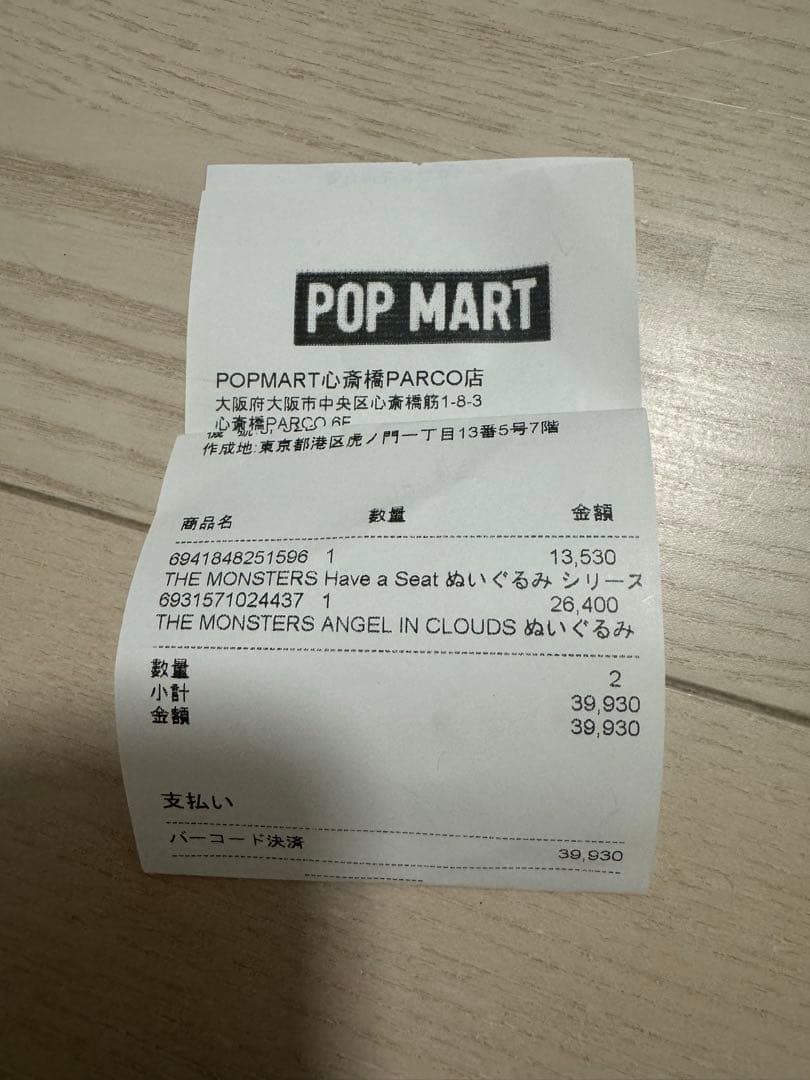 POP MART
POPMART心斎橋PARCO店
大阪府大阪市中央区心斎橋筋1-8-3
心斎橋PARCO 6F
作成地:東京都港区虎ノ門一丁目13番5号7階
商品名 数量 金額
6941848251596 1 13,530
THE MONSTERS Have a Seat ぬいぐるみ シリーズ
6931571024437 1 26,400
THE MONSTERS ANGEL IN CLOUDS ぬいぐるみ
数量 2
小計 39,930
金額 39,930
支払い
バーコード決済 39,930